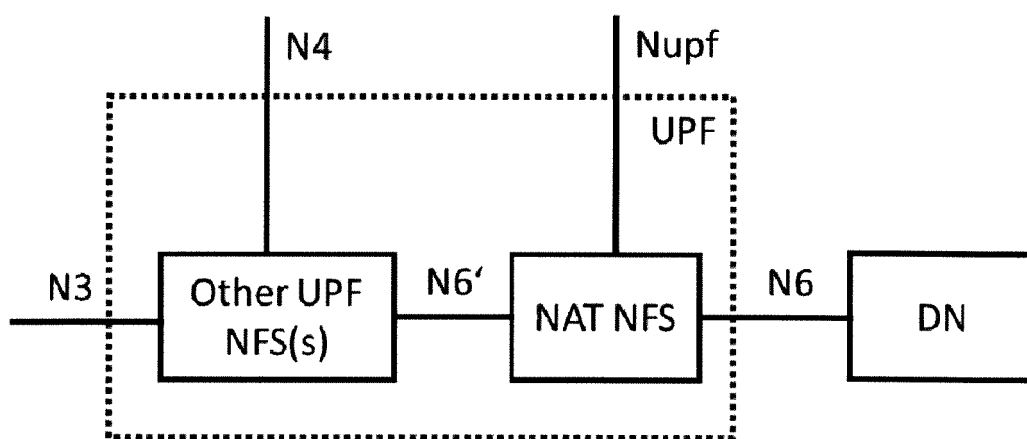 N4
Nupf
UPF
N3
Other UPF
NFS(s)
N6‘
NAT NFS
N6
DN